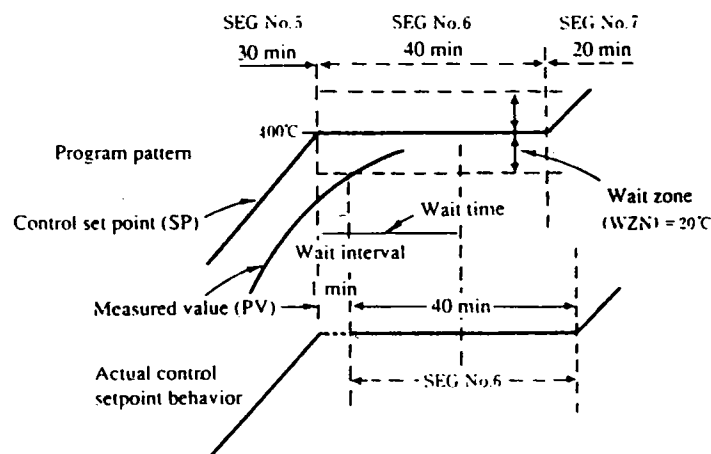 SEG No.5 SEG No.6 SEG No.7
30 min 40 min 20 min
400℃
Program pattern
Control set point (SP)
Wait zone
(WZN) = 20℃
Wait time
Wait interval
min
Measured value (PV)
40 min
SEG No.6
Actual control
setpoint behavior